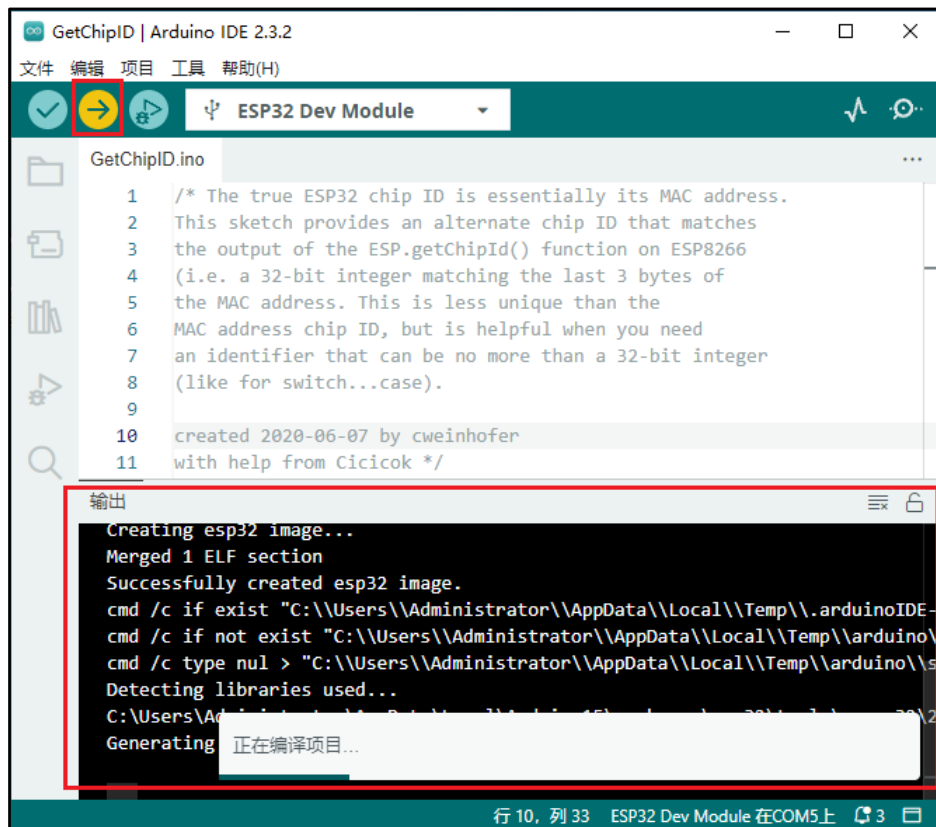 GetChipID | Arduino IDE 2.3.2
文件 编辑 项目 工具 帮助(H)
ESP32 Dev Module
GetChipID.ino
1 /* The true ESP32 chip ID is essentially its MAC address.
2 This sketch provides an alternate chip ID that matches
3 the output of the ESP.getChipId() function on ESP8266
4 (i.e. a 32-bit integer matching the last 3 bytes of
5 the MAC address. This is less unique than the
6 MAC address chip ID, but is helpful when you need
7 an identifier that can be no more than a 32-bit integer
8 (like for switch...case).
9
10 created 2020-06-07 by cweinhofer
11 with help from Cicicok */
输出
Creating esp32 image...
Merged 1 ELF section
Successfully created esp32 image.
cmd /c if exist "C:\\Users\\Administrator\\AppData\\Local\\Temp\\.arduinoIDE-
cmd /c if not exist "C:\\Users\\Administrator\\AppData\\Local\\Temp\\arduino\
cmd /c type nul > "C:\\Users\\Administrator\\AppData\\Local\\Temp\\arduino\\s
Detecting libraries used...
C:\Users\
Generating
正在编译项目...
行 10，列 33 ESP32 Dev Module 在COM5上 3